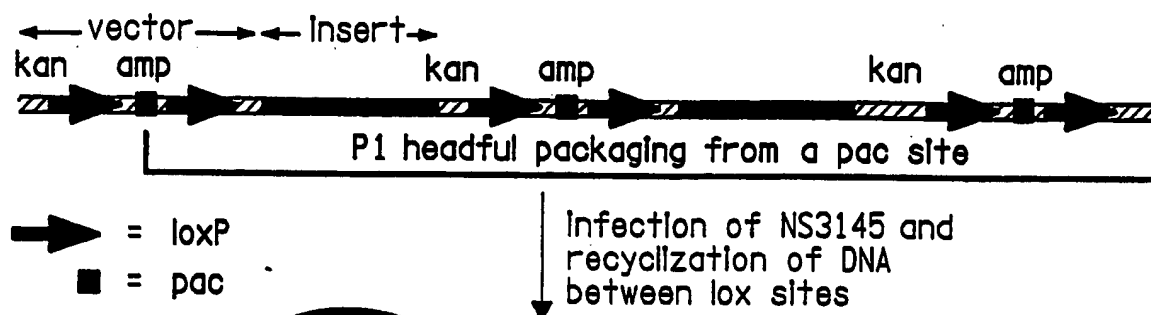 vector insert
kan amp kan amp kan amp
P1 headful packaging from a pac site
= loxP
= pac
infection of NS3145 and
recyclization of DNA
between lox sites